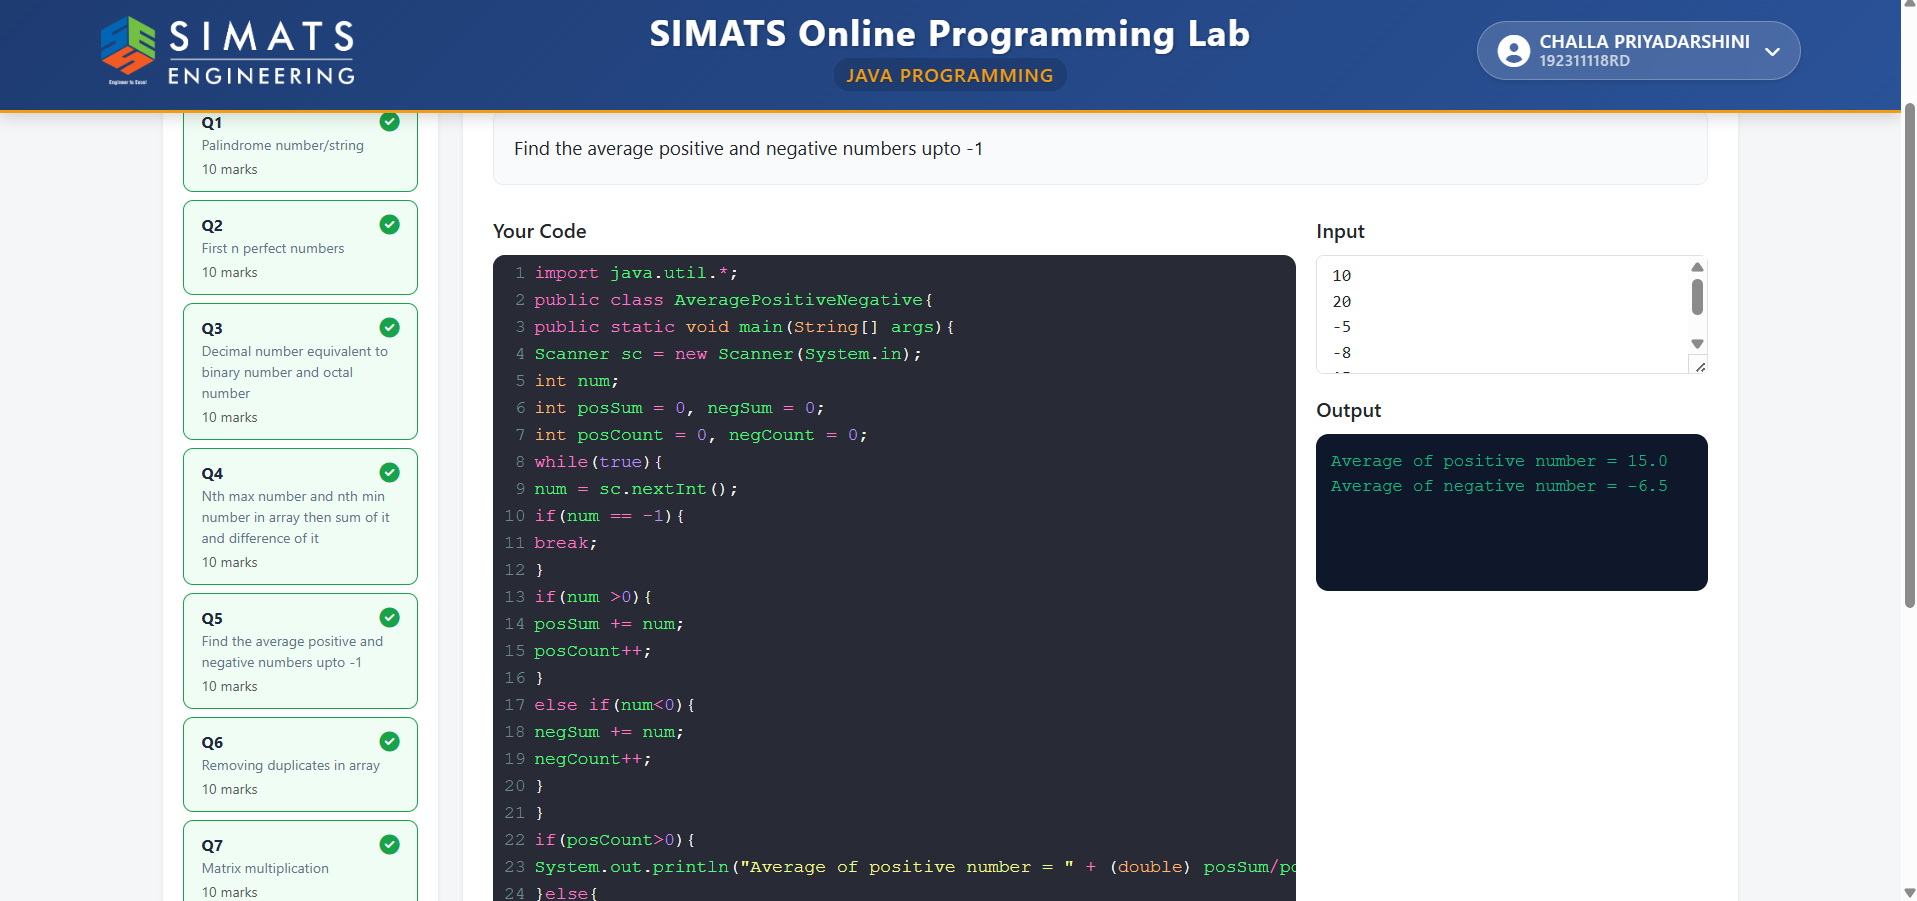 SIMATS
ENGINEERING
Engineer to Excel
SIMATS Online Programming Lab
JAVA PROGRAMMING
CHALLA PRIYADARSHINI
192311118RD
Q1
Palindrome number/string
10 marks
Q2
First n perfect numbers
10 marks
Q3
Decimal number equivalent to
binary number and octal
number
10 marks
Q4
Nth max number and nth min
number in array then sum of it
and difference of it
10 marks
Q5
Find the average positive and
negative numbers upto -1
10 marks
Q6
Removing duplicates in array
10 marks
Q7
Matrix multiplication
10 marks
Find the average positive and negative numbers upto -1
Your Code
1 import java.util.*;
2 public class AveragePositiveNegative{
3 public static void main(String[] args){
4 Scanner sc = new Scanner(System.in);
5 int num;
6 int posSum = 0, negSum = 0;
7 int posCount = 0, negCount = 0;
8 while(true){
9 num = sc.nextInt();
10 if(num == -1){
11 break;
12 }
13 if(num >0){
14 posSum += num;
15 posCount++;
16 }
17 else if(num<0){
18 negSum += num;
19 negCount++;
20 }
21 }
22 if(posCount>0){
23 System.out.println("Average of positive number = " + (double) posSum/po
24 }else{
Input
10
20
-5
-8
Output
Average of positive number = 15.0
Average of negative number = -6.5